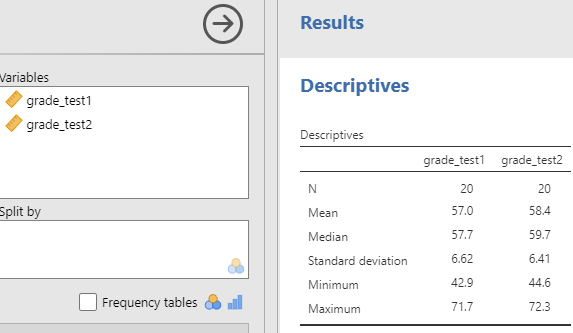 Variables
grade_test1
grade_test2
Split by
Frequency tables
Results
Descriptives
Descriptives
grade_test1 grade_test2
N 20 20
Mean 57.0 58.4
Median 57.7 59.7
Standard deviation 6.62 6.41
Minimum 42.9 44.6
Maximum 71.7 72.3